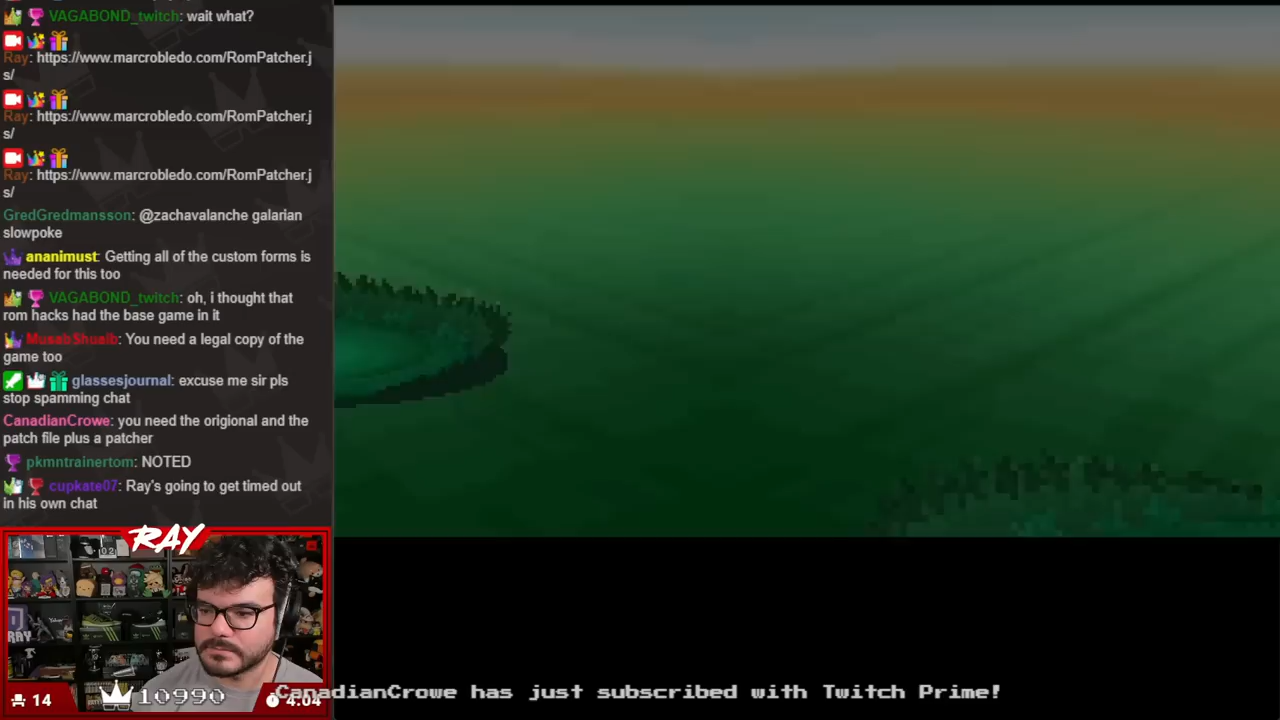 VAGABOND_twitch: wait what?
Ray: https://www.marcrobledo.com/RomPatcher.j
s/
Ray: https://www.marcrobledo.com/RomPatcher.j
s/
Ray: https://www.marcrobledo.com/RomPatcher.j
s/
GredGredmansson: @zachavalanche galarian
slowpoke
ananimust: Getting all of the custom forms is
needed for this too
VAGABOND_twitch: oh, i thought that
rom hacks had the base game in it
MusabShuaib: You need a legal copy of the
game too
glassesjournal: excuse me sir pls
stop spamming chat
CanadianCrowe: you need the origional and the
patch file plus a patcher
pkmntrainertom: NOTED
cupkate07: Ray's going to get timed out
in his own chat
RAY
RAY
14
10990
4:04
CanadianCrowe has just subscribed with Twitch Prime!